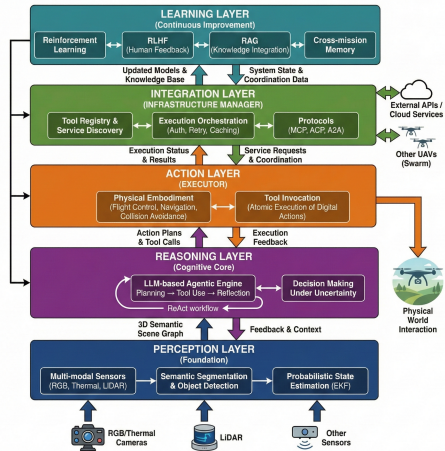 LEARNING LAYER
(Continuous Improvement)
Reinforcement
Learning
RLHF
(Human Feedback)
RAG
(Knowledge Integration)
Cross-mission
Memory
Updated Models &
Knowledge Base
System State &
Coordination Data
INTEGRATION LAYER
(INFRASTRUCTURE MANAGER)
Tool Registry &
Service Discovery
Execution Orchestration
(Auth, Retry, Caching)
Protocols
(MCP, ACP, A2A)
External APIs /
Cloud Services
Other UAVs
(Swarm)
Execution Status
& Results
Service Requests
& Coordination
ACTION LAYER
(EXECUTOR)
Physical Embodiment
(Flight Control, Navigation,
Collision Avoidance)
Tool Invocation
(Atomic Execution of Digital
Actions)
Action Plans
& Tool Calls
Execution
Feedback
REASONING LAYER
(Cognitive Core)
LLM-based Agentic Engine
Planning → Tool Use → Reflection
ReAct workflow
Decision Making
Under Uncertainty
Physical
World
Interaction
3D Semantic
Scene Graph
Feedback & Context
PERCEPTION LAYER
(Foundation)
Multi-modal Sensors
(RGB, Thermal, LiDAR)
Semantic Segmentation
& Object Detection
Probabilistic State
Estimation (EKF)
RGB/Thermal
Cameras
LiDAR
Other
Sensors